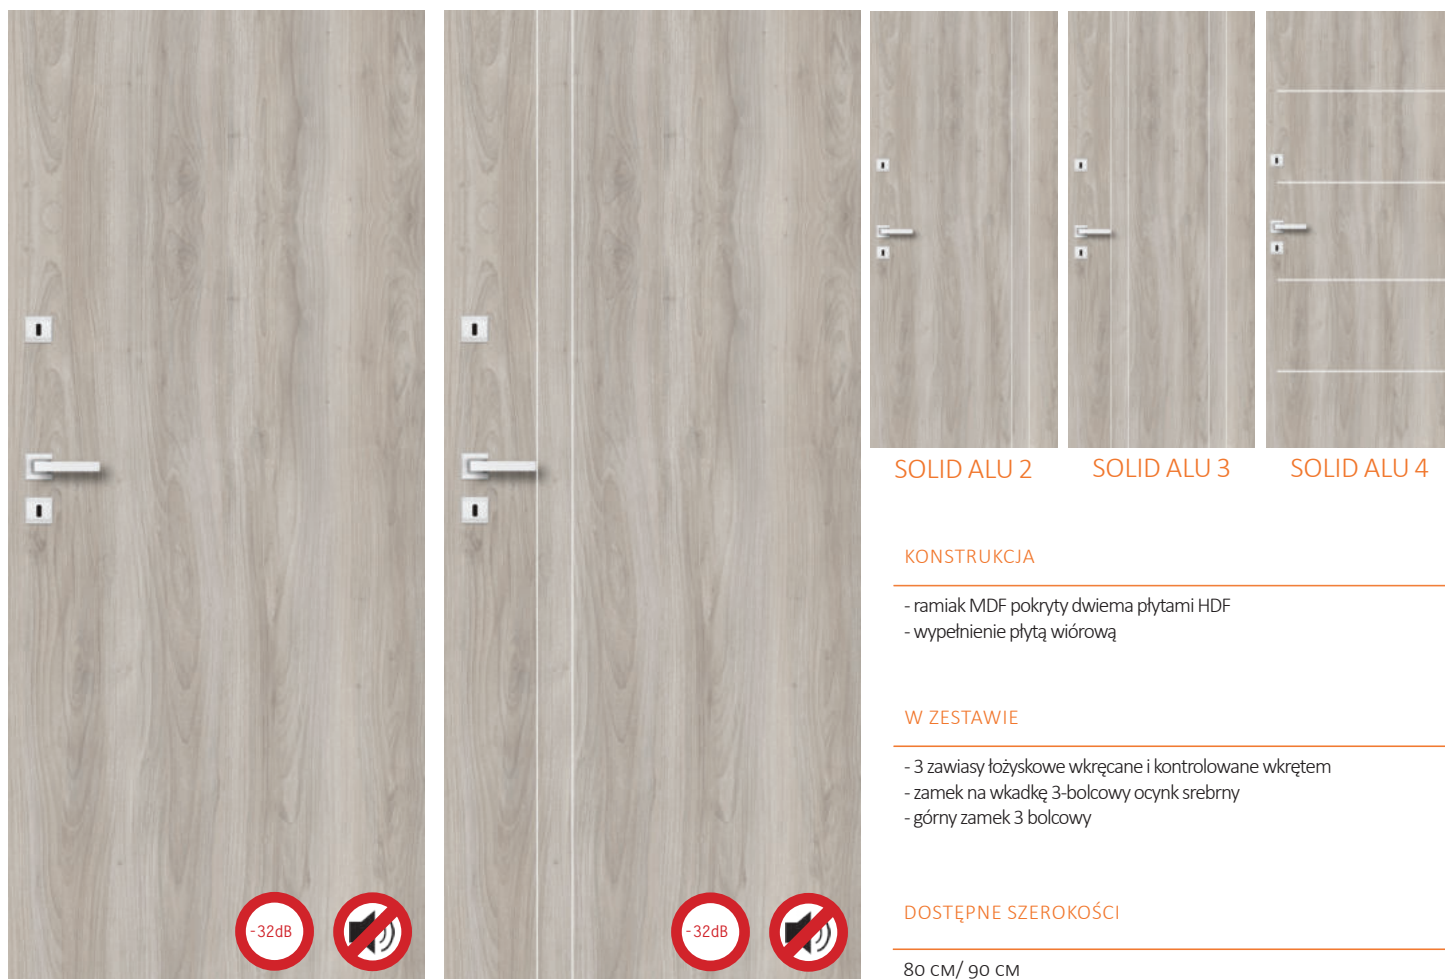 SOLID ALU 2
SOLID ALU 3
SOLID ALU 4
KONSTRUKCJA
- ramiak MDF pokryty dwiema płytami HDF
- wypełnienie płytą wiórową
W ZESTAWIE
- 3 zawiasy łożyskowe wkręcane i kontrolowane wkrętem
- zamek na wkadkę 3-bolcowy ocynk srebrny
- górny zamek 3 bolcowy
DOSTĘPNE SZEROKOŚCI
80 CM/ 90 CM
-32dB
-32dB